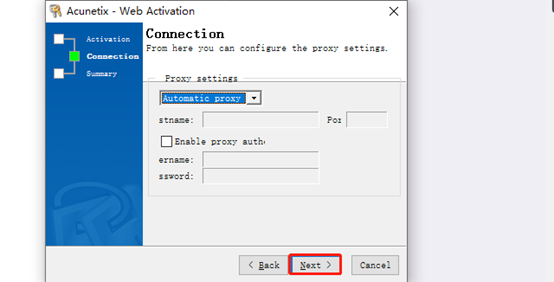 Acunetix - Web Activation
Activation
Connection
Summary
Connection
From here you can configure the proxy settings.
Proxy settings
Automatic proxy
stname:
Enable proxy auth
ername:
ssword:
< Back
Next >
Cancel